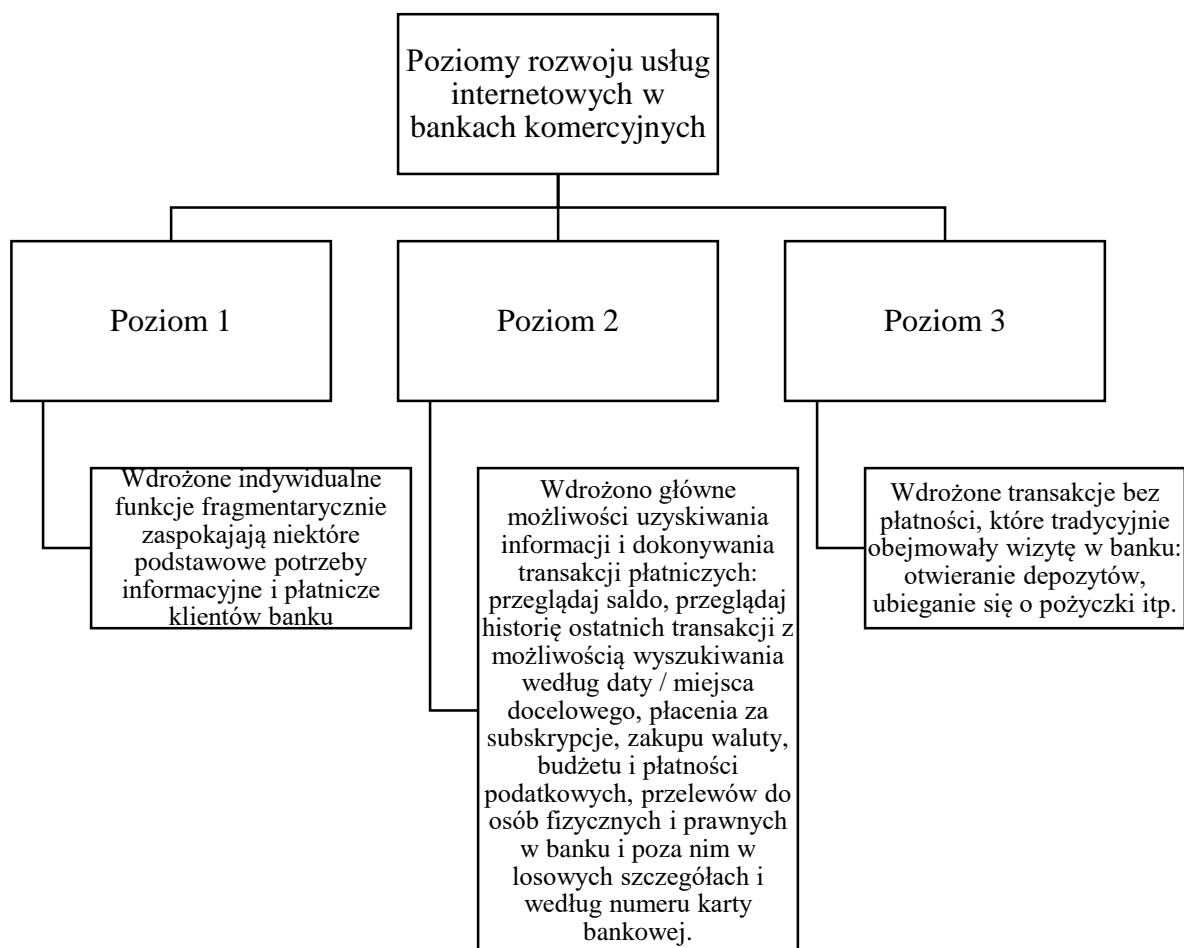 Poziomy rozwoju usług
internetowych w
bankach komercyjnych
Poziom 1
Poziom 2
Poziom 3
Wdrożone indywidualne
funkcje fragmentarycznie
zaspokajają niektóre
podstawowe potrzeby
informacyjne i płatnicze
klientów banku
Wdrożono główne
możliwości uzyskiwania
informacji i dokonywania
transakcji płatniczych:
przeglądaj saldo, przeglądaj
historię ostatnich transakcji z
możliwością wyszukiwania
według daty / miejsca
docelowego, płacenia za
subskrypcje, zakupu waluty,
budżetu i płatności
podatkowych, przelewów do
osób fizycznych i prawnych
w banku i poza nim w
losowych szczegółach i
według numeru karty
bankowej.
Wdrożone transakcje bez
płatności, które tradycyjnie
obejmowały wizytę w banku:
otwieranie depozytów,
ubieganie się o pożyczki itp.